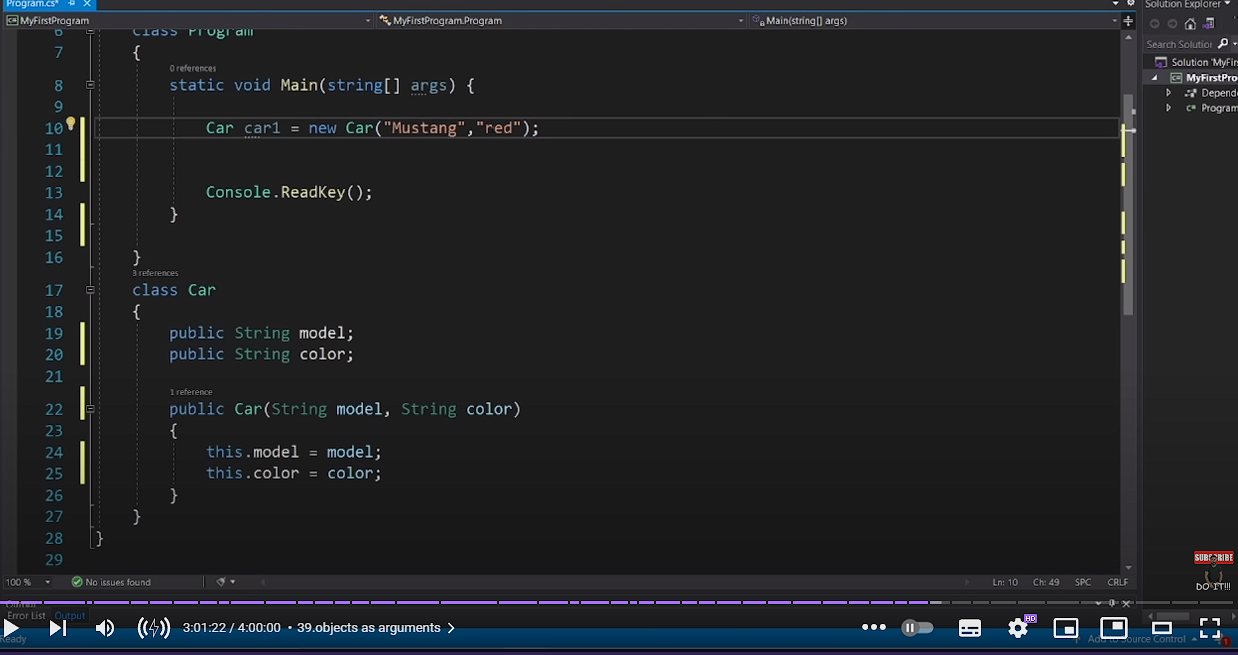 Program.cs*
Solution Explorer
MyFirstProgram
MyFirstProgram.Program
Main(string[] args)
Search Solution
Solution 'MyFirs
MyFirstPro
Depend
Program
6 class Program
7 {
0 references
8 static void Main(string[] args) {
9
10 Car car1 = new Car("Mustang","red");
11
12
13 Console.ReadKey();
14 }
15
16 }
3 references
17 class Car
18 {
19 public String model;
20 public String color;
21
1 reference
22 public Car(String model, String color)
23 {
24 this.model = model;
25 this.color = color;
26 }
27 }
28 }
29
SUBSCRIBE
DO IT!!!
100 %
No issues found
Ln: 10 Ch: 49 SPC CRLF
Output
Error List Output
3:01:22 / 4:00:00 • 39.objects as arguments
HD
Ready
Add to Source Control
1